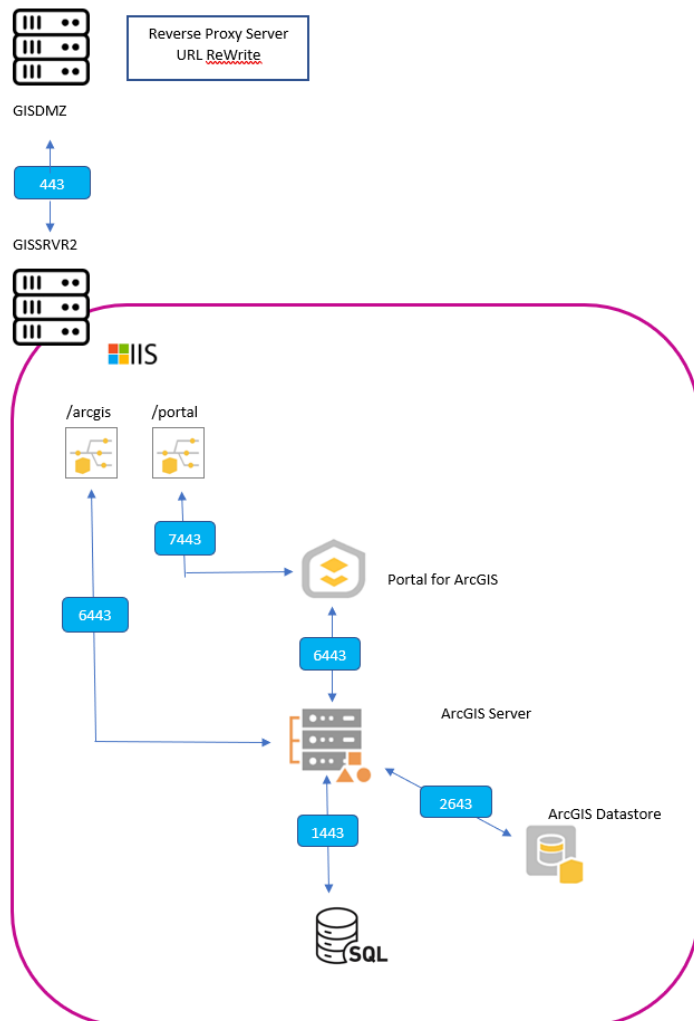 Reverse Proxy Server
URL ReWrite
GISDMZ
443
GISSRVR2
IIS
/arcgis
/portal
7443
Portal for ArcGIS
6443
6443
ArcGIS Server
2643
ArcGIS Datastore
1443
SQL